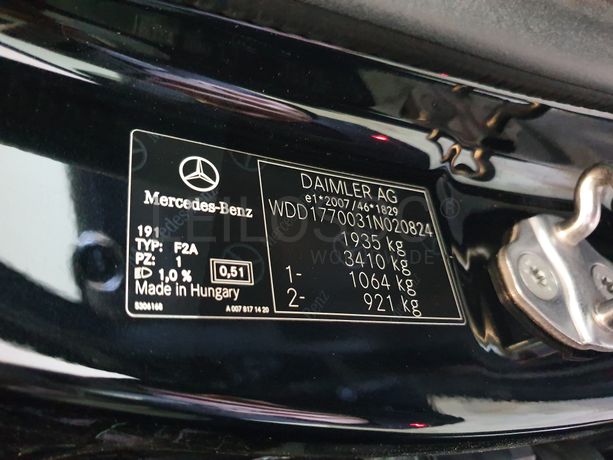 Mercedes-Benz
191
TYP: F2A
PZ: 1
1,0 % 0,51
Made in Hungary
5306168 A 007 817 14 20
DAIMLER AG
e1*2007/46*1829
WDD1770031N020824
1935 kg
3410 kg
1- 1064 kg
2- 921 kg